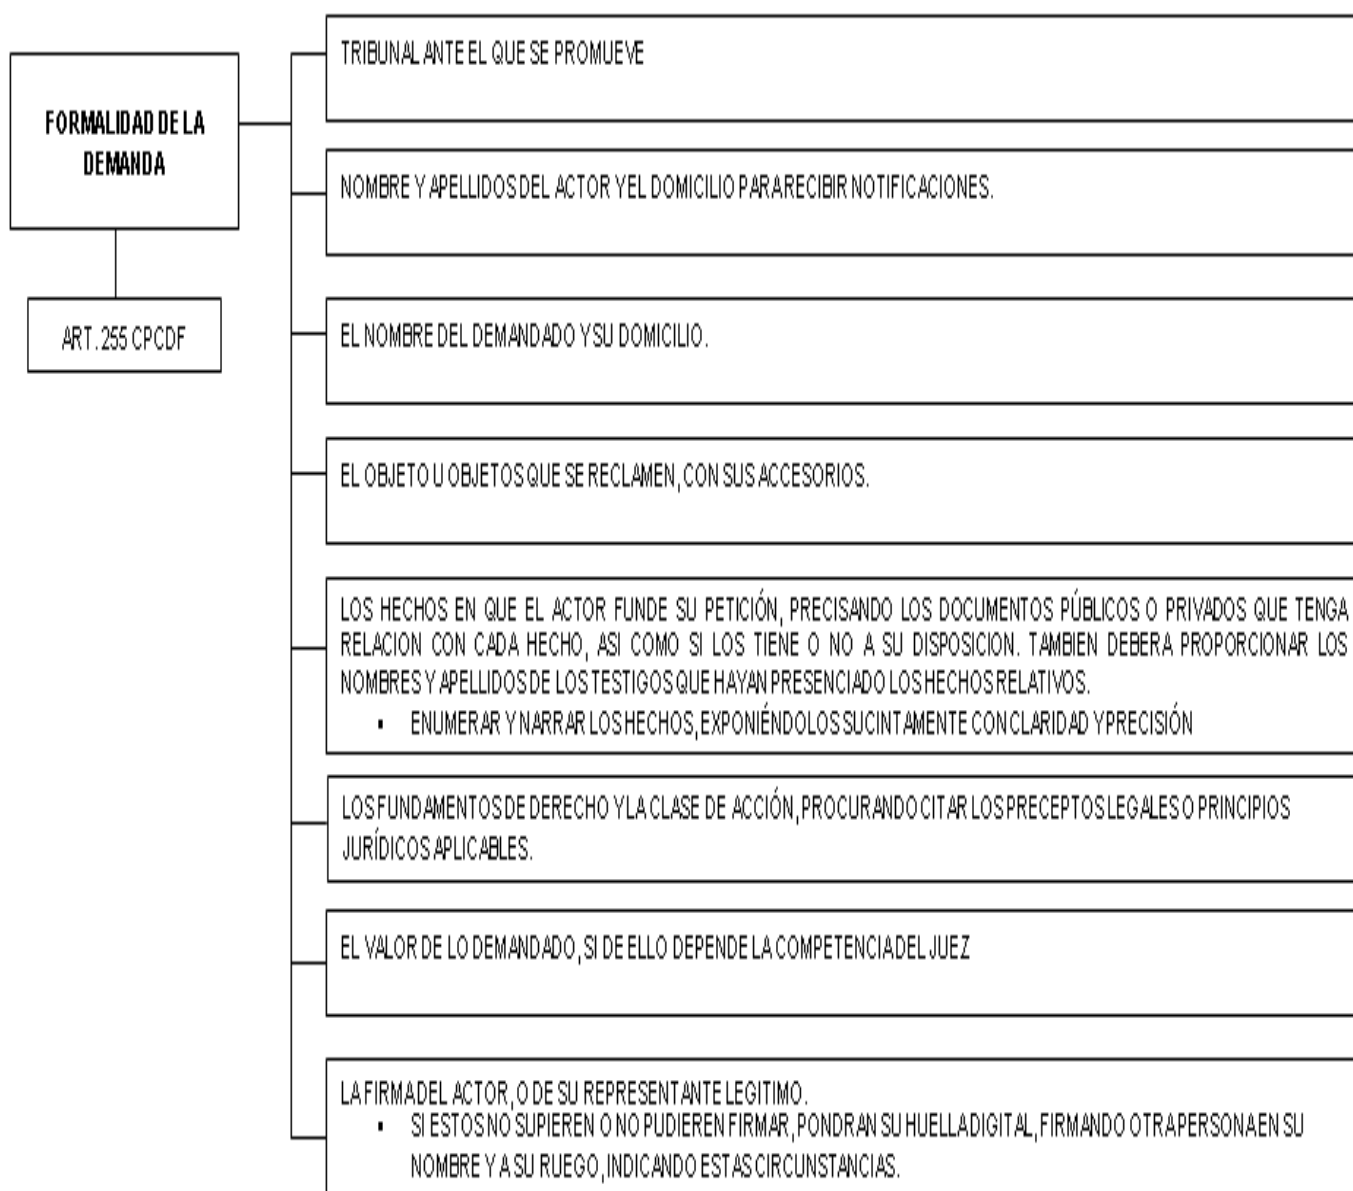 FORMALIDAD DE LA
DEMANDA
ART. 255 CPCDF
TRIBUNAL ANTE EL QUE SE PROMUEVE
NOMBRE Y APELLIDOS DEL ACTOR Y EL DOMICILIO PARA RECIBIR NOTIFICACIONES.
EL NOMBRE DEL DEMANDADO Y SU DOMICILIO.
EL OBJETO U OBJETOS QUE SE RECLAMEN, CON SUS ACCESORIOS.
LOS HECHOS EN QUE EL ACTOR FUNDE SU PETICIÓN, PRECISANDO LOS DOCUMENTOS PÚBLICOS O PRIVADOS QUE TENGA
RELACION CON CADA HECHO, ASI COMO SI LOS TIENE O NO A SU DISPOSICION. TAMBIEN DEBERA PROPORCIONAR LOS
NOMBRES Y APELLIDOS DE LOS TESTIGOS QUE HAYAN PRESENCIADO LOS HECHOS RELATIVOS.
▪ ENUMERAR Y NARRAR LOS HECHOS, EXPONIÉNDOLOS SUCINTAMENTE CON CLARIDAD Y PRECISIÓN
LOS FUNDAMENTOS DE DERECHO Y LA CLASE DE ACCIÓN, PROCURANDO CITAR LOS PRECEPTOS LEGALES O PRINCIPIOS
JURÍDICOS APLICABLES.
EL VALOR DE LO DEMANDADO, SI DE ELLO DEPENDE LA COMPETENCIA DEL JUEZ
LA FIRMA DEL ACTOR, O DE SU REPRESENTANTE LEGITIMO.
▪ SI ESTOS NO SUPIEREN O NO PUDIEREN FIRMAR, PONDRAN SU HUELLA DIGITAL, FIRMANDO OTRA PERSONA EN SU
NOMBRE Y A SU RUEGO, INDICANDO ESTAS CIRCUNSTANCIAS.